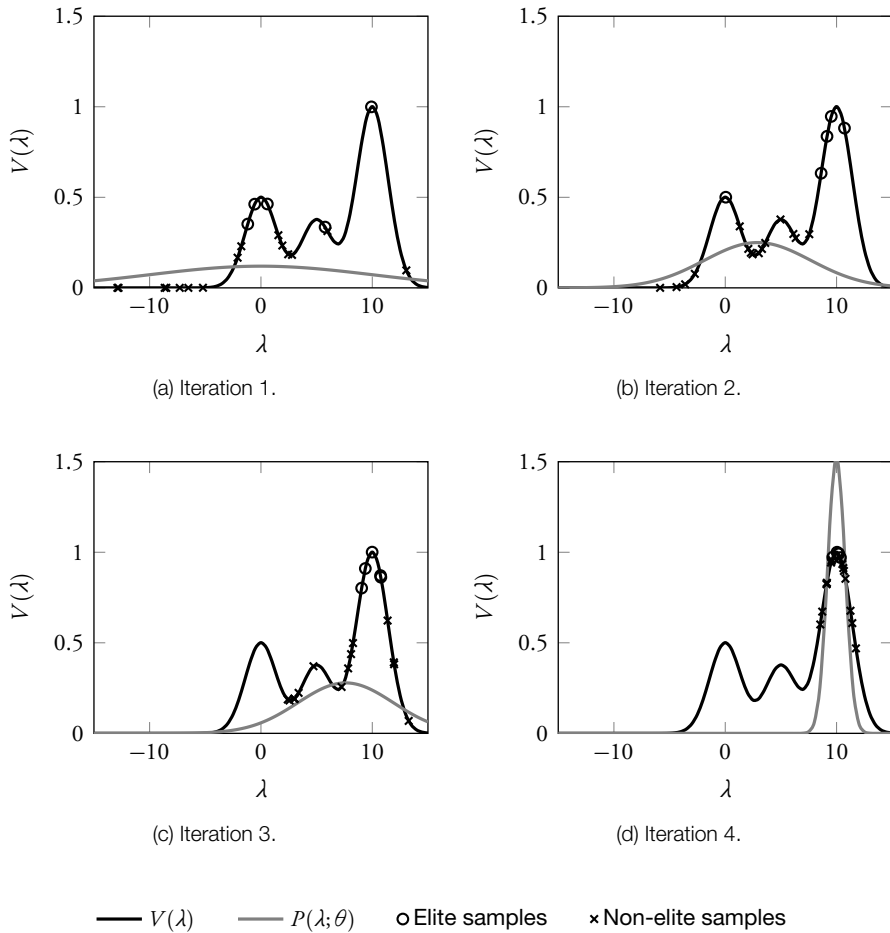 1.5
1
0.5
0
V(λ)
−10
0
10
λ
(a) Iteration 1.
1.5
1
0.5
0
V(λ)
−10
0
10
λ
(b) Iteration 2.
1.5
1
0.5
0
V(λ)
−10
0
10
λ
(c) Iteration 3.
1.5
1
0.5
0
V(λ)
−10
0
10
λ
(d) Iteration 4.
V(λ) P(λ; θ) Elite samples Non-elite samples